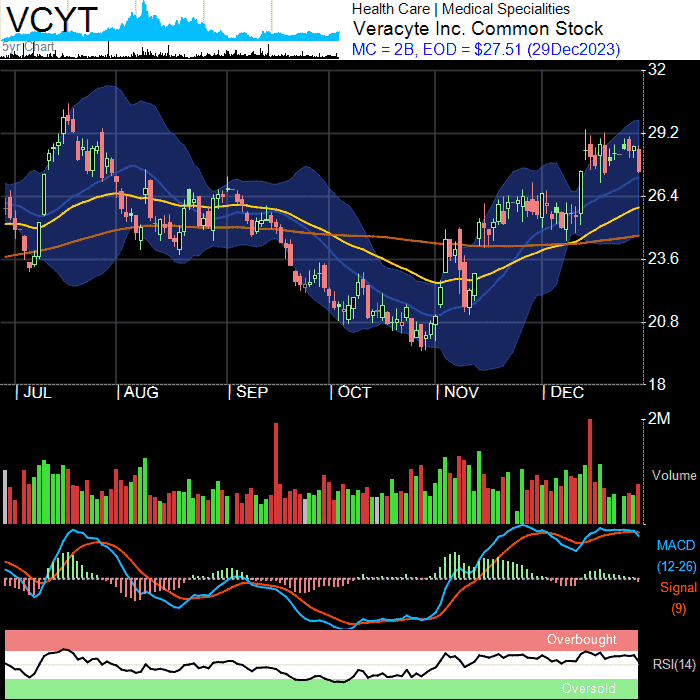 VCYT
5yr Chart
Health Care | Medical Specialities
Veracyte Inc. Common Stock
MC = 2B, EOD = $27.51 (29Dec2023)
32
29.2
26.4
23.6
20.8
18
| JUL | AUG | SEP | OCT | NOV | DEC
2M
Volume
MACD
(12-26)
Signal
(9)
Overbought
RSI(14)
Oversold